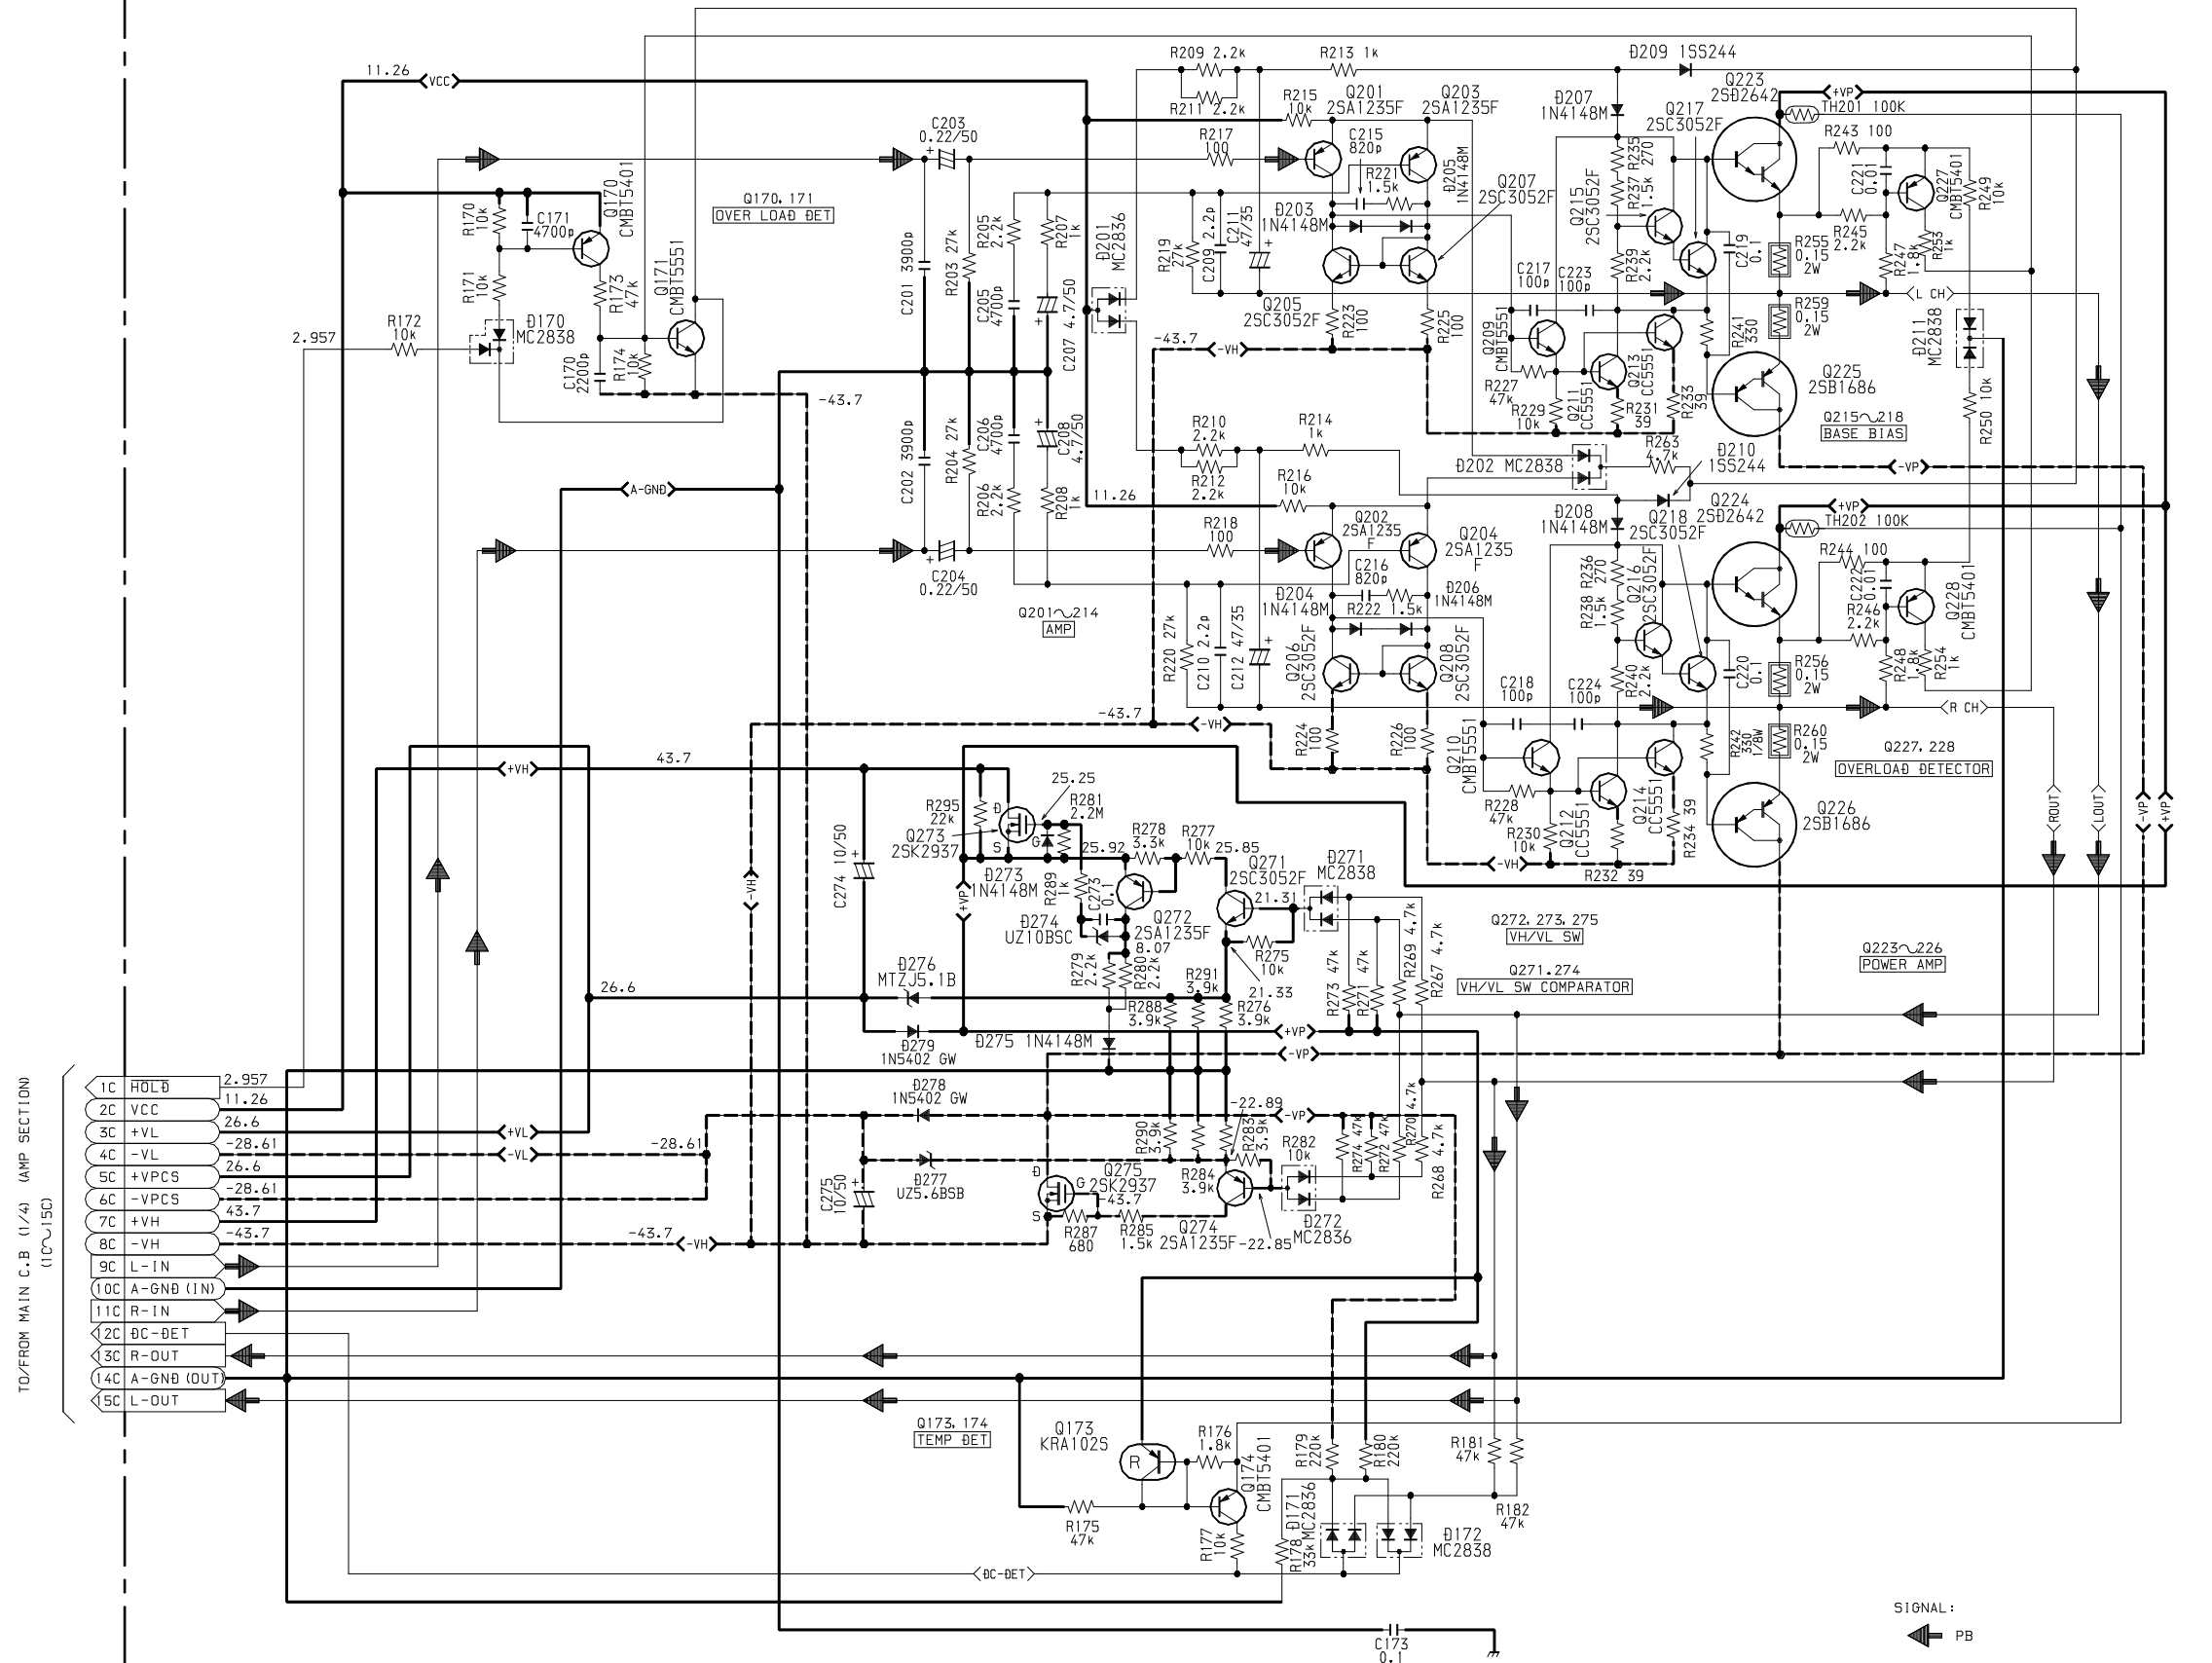 11.26
VCC
R209 2.2k
R211 2.2k
R213 1k
D209 1SS244
R215
10k
Q201
2SA1235F
Q203
2SA1235F
D207
1N4148M
Q217
2SC3052F
Q223
2SD2642
+VP
TH201 100K
R243 100
C203
0.22/50
R217
100
C215
820p
R221
1.5k
D205
1N4148M
Q207
2SC3052F
Q215
2SC3052F
R235
270
R237
1.5k
C221
0.01
Q227
CMBT5401
R249
10k
Q170
CMBT5401
R170
10k
C171
4700p
Q170,171
OVER LOAD DET
R205
2.2k
R207
1k
D201
MC2836
R219
27k
C209 2.2p
C211
47/35
D203
1N4148M
R239
2.2k
C219
0.1
R255
0.15
2W
R245
2.2k
R247
1.8k
R253
1k
R171
10k
R173
47k
Q171
CMBT5551
C201 3900p
R203 27k
C205
4700p
C207 4.7/50
C217
100p
C223
100p
L CH
Q205
2SC3052F
R223
100
R225
100
2.957
R172
10k
D170
MC2838
C170
2200p
R174
10k
-43.7
-43.7
-VH
Q209
CMBT5551
R227
47k
R229
10k
Q211
CC5551
Q213
CC5551
R231
39
R233
39
R241
330
R259
0.15
2W
Q225
2SB1686
D211
MC2838
R250 10k
Q215~218
BASE BIAS
C202 3900p
R204 27k
C206
4700p
C208
4.7/50
R206
2.2k
R208
1k
R210
2.2k
R212
2.2k
R214
1k
D202 MC2838
R263
4.7k
D210
1SS244
-VP
A-GND
11.26
R216
10k
R218
100
Q202
2SA1235
F
Q204
2SA1235
F
D208
1N4148M
Q218
2SC3052F
Q224
2SD2642
+VP
TH202 100K
R244 100
C204
0.22/50
C216
820p
R222 1.5k
D206
1N4148M
D204
1N4148M
R236
270
R238
1.5k
Q216
2SC3052F
C222
0.01
R246
2.2k
Q228
CMBT5401
Q201~214
AMP
R220 27k
C210 2.2p
C212 47/35
Q206
2SC3052F
Q208
2SC3052F
R240
2.2k
C220
0.1
R256
0.15
2W
R248
1.8k
R254
1k
C218
100p
C224
100p
R CH
-43.7
-VH
R224
100
R226
100
Q210
CMBT5551
R242
330
1/8W
R260
0.15
2W
Q227,228
OVERLOAD DETECTOR
R228
47k
R230
10k
Q212
CC5551
Q214
CC5551
R232 39
R234 39
Q226
2SB1686
-VH
ROUT
LOUT
-VP
+VP
+VH
43.7
-VH
R295
22k
Q273
2SK2937
D
S
G
25.25
R281
2.2M
R278
3.3k
R277
10k
25.92
25.85
C274 10/50
D273
1N4148M
+VP
R289
1k
C273
0.1
Q271
2SC3052F
21.31
D271
MC2838
D274
UZ10BSC
Q272
2SA1235F
8.07
R275
10k
21.33
Q272,273,275
VH/VL SW
Q271,274
VH/VL SW COMPARATOR
Q223~226
POWER AMP
R273 47k
R271 47k
R269 4.7k
R267 4.7k
D276
MTZJ5.1B
R279
2.2k
R280
2.2k
R291
3.9k
R288
3.9k
R276
3.9k
26.6
D279
1N5402 GW
D275 1N4148M
+VP
-VP
TO/FROM MAIN C.B (1/4) (AMP SECTION)
(1C~15C)
1C HOLD 2.957
2C VCC 11.26
3C +VL 26.6
+VL
4C -VL -28.61
-VL
-28.61
5C +VPCS 26.6
6C -VPCS -28.61
7C +VH 43.7
8C -VH -43.7
9C L-IN
10C A-GND(IN)
11C R-IN
12C DC-DET
13C R-OUT
14C A-GND(OUT)
15C L-OUT
D278
1N5402 GW
-22.89
-VP
R290
3.9k
R283
3.9k
R282
10k
R274 47k
R272 47k
R270 4.7k
R268 4.7k
D277
UZ5.6BSB
C275
10/50
D
G
S
Q275
2SK2937
-43.7
R284
3.9k
R287
680
R285
1.5k
Q274
2SA1235F
-22.85
D272
MC2836
-43.7
-VH
Q173,174
TEMP DET
Q173
KRA102S
R
R176
1.8k
Q174
CMBT5401
R175
47k
R177
10k
R179
220k
R180
220k
R181
47k
R182
47k
R178
33k
D171
MC2836
D172
MC2838
DC-DET
C173
0.1
SIGNAL:
PB